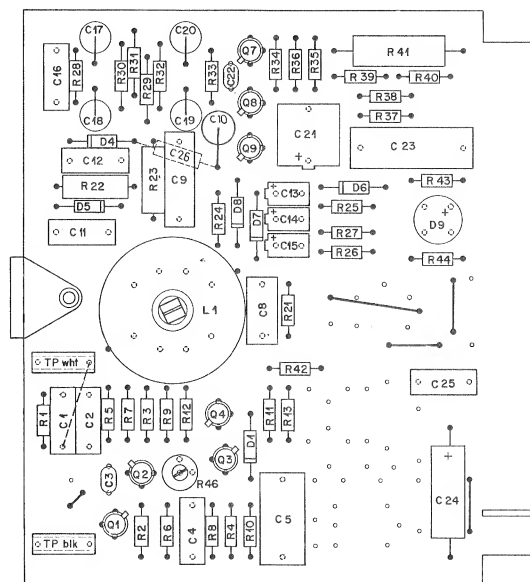 C17
C20
Q7
R41
C16
R28
R30
R31
R29
R32
R33
C22
R34
R36
R35
R39
R40
Q8
R38
C18
C19
C10
C21
+
R37
D4
C26
Q9
C23
C12
R23
C9
R22
R43
C13
+
D6
D5
R24
D8
D7
R25
C14
+
D9
+
C11
R27
C15
+
R26
R44
L1
C8
R21
TP wht
R42
C25
R1
C1
C2
R5
R7
R3
R9
R12
Q4
R11
R13
D1
Q3
+
C3
Q2
R46
C24
Q1
R2
R6
C4
R8
R4
R10
C5
TP blk